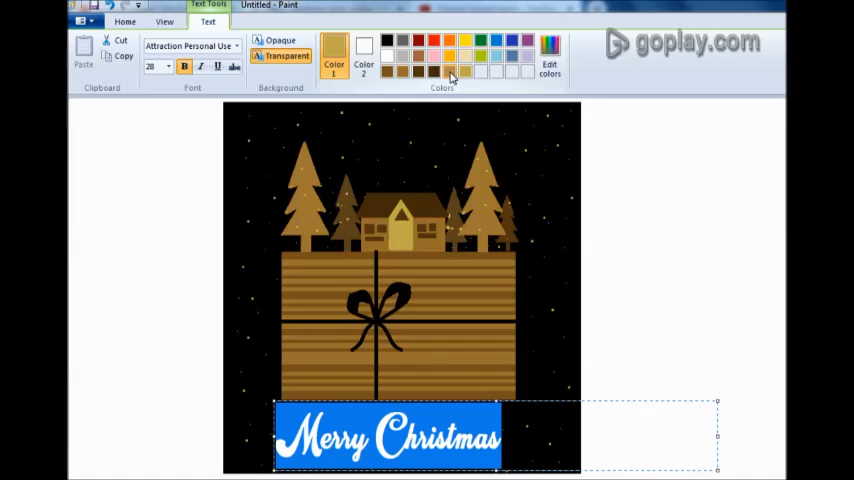 Text Tools
Untitled - Paint
Home
View
Text
Paste
Cut
Copy
Clipboard
Attraction Personal Use
28
B
I
U
abc
Font
Opaque
Transparent
Background
Color
1
Color
2
Edit
colors
Colors
goplay.com
Merry Christmas